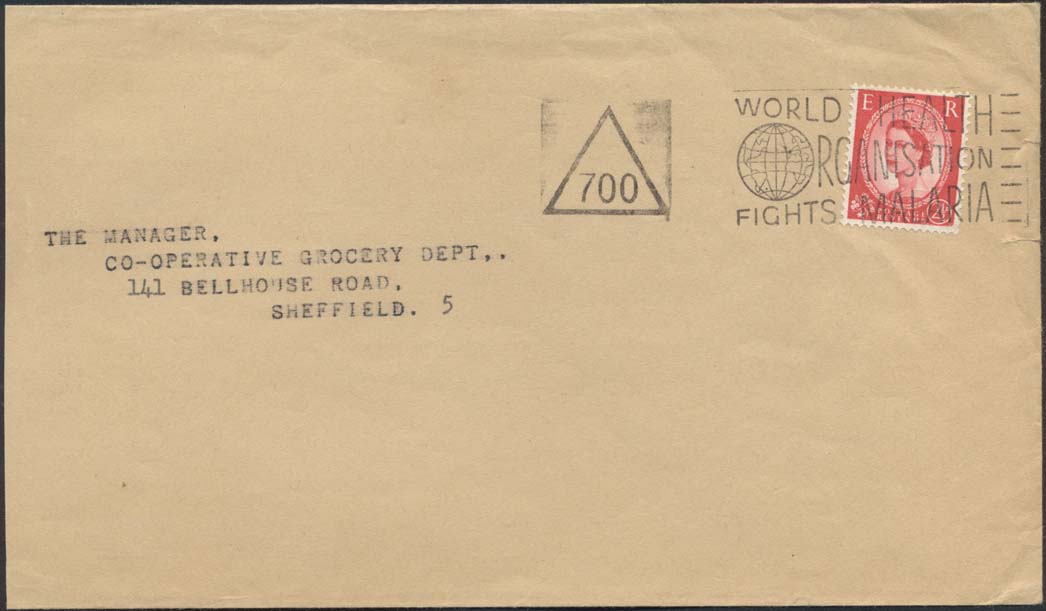 WORLD HEALTH
ORGANISATION
FIGHTS MALARIA
700
E R
THE MANAGER,
CO-OPERATIVE GROCERY DEPT,.
141 BELLHOUSE ROAD,
SHEFFIELD. 5